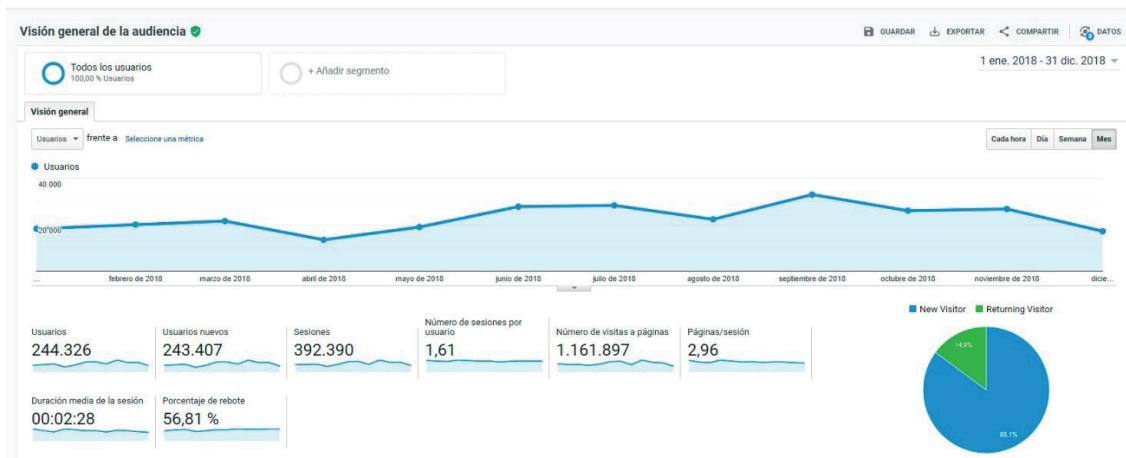 Visión general de la audiencia
GUARDAR EXPORTAR COMPARTIR DATOS
Todos los usuarios
100,00 % Usuarios
+ Añadir segmento
1 ene. 2018 - 31 dic. 2018
Visión general
Usuarios frente a Seleccione una métrica
Cada hora Día Semana Mes
Usuarios
40.000
20.000
... febrero de 2018 marzo de 2018 abril de 2018 mayo de 2018 junio de 2018 julio de 2018 agosto de 2018 septiembre de 2018 octubre de 2018 noviembre de 2018 dicie...
New Visitor Returning Visitor
Usuarios
244.326
Usuarios nuevos
243.407
Sesiones
392.390
Número de sesiones por
usuario
1,61
Número de visitas a páginas
1.161.897
Páginas/sesión
2,96
14,9%
85,1%
Duración media de la sesión
00:02:28
Porcentaje de rebote
56,81 %